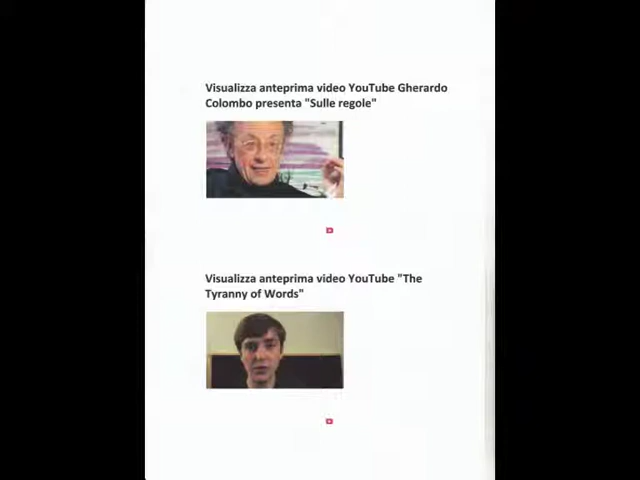 Visualizza anteprima video YouTube Gherardo
Colombo presenta "Sulle regole"
Visualizza anteprima video YouTube "The
Tyranny of Words"